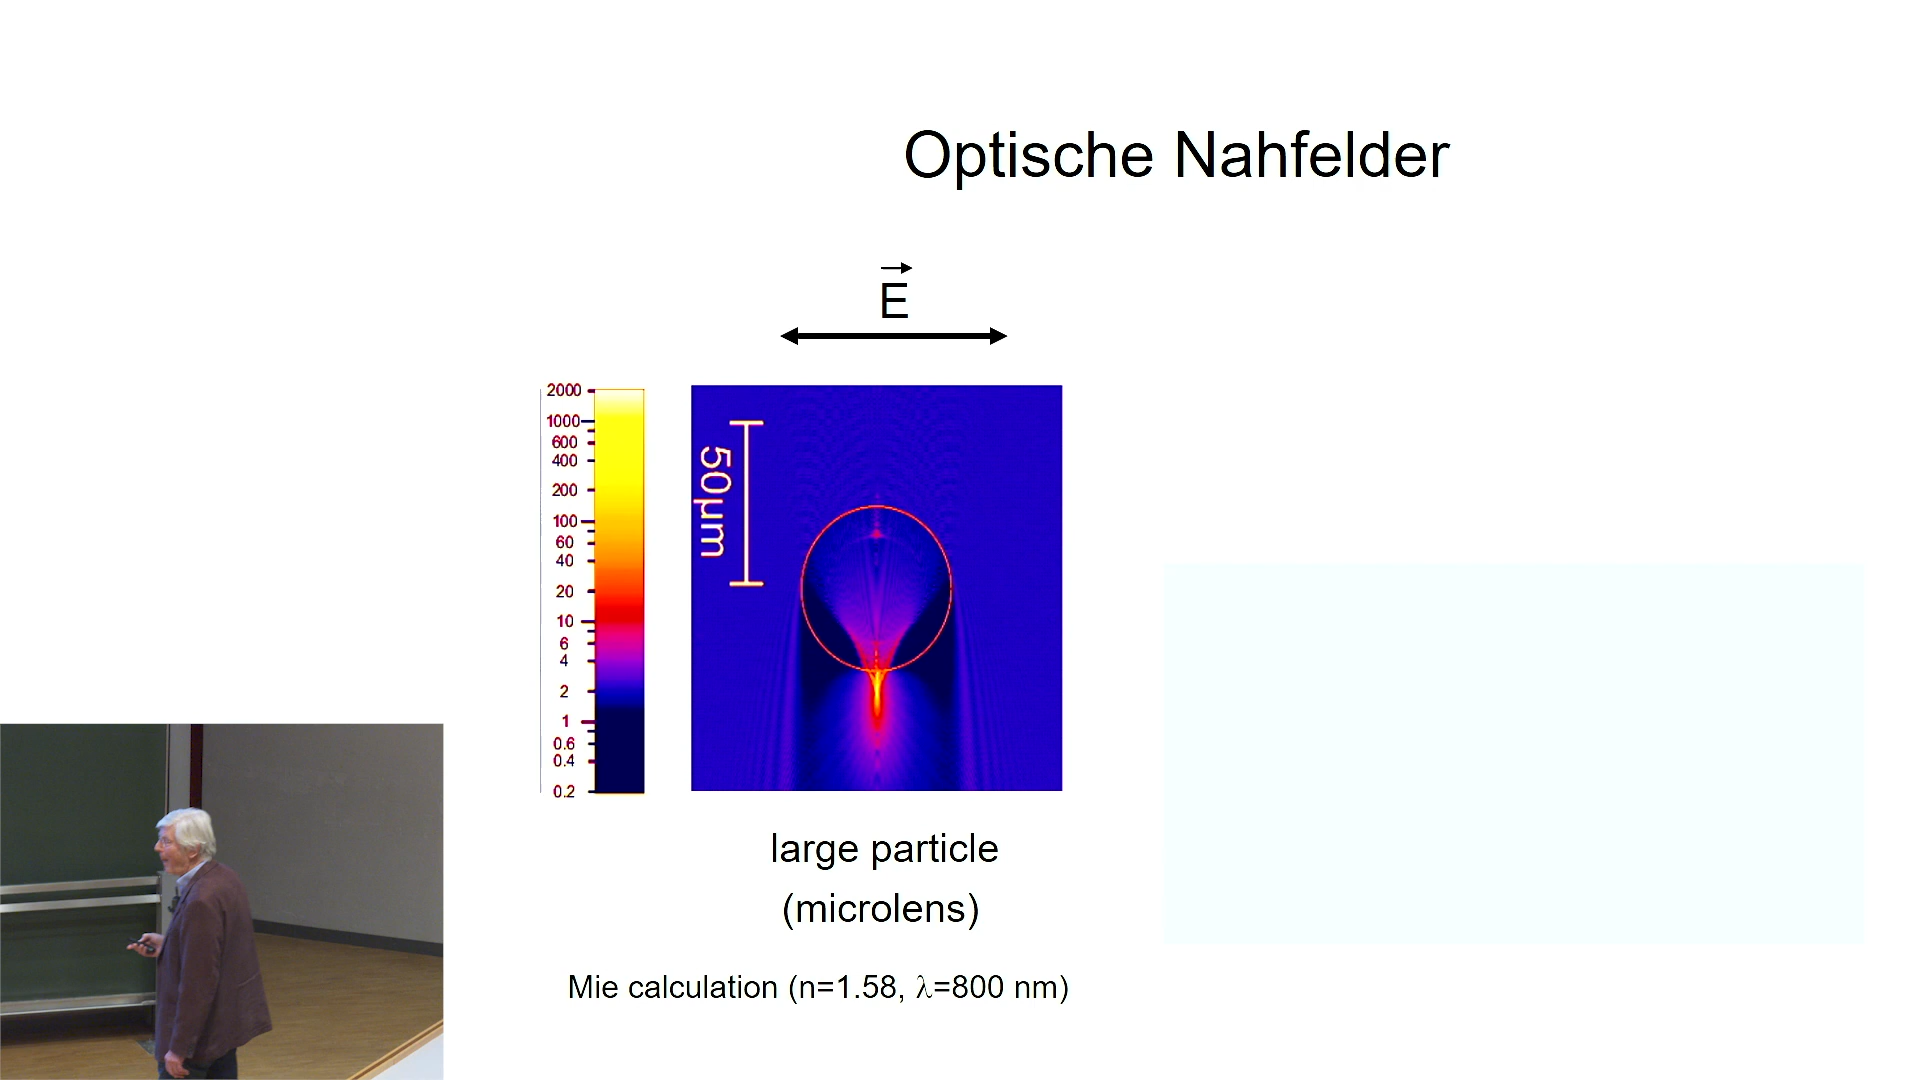 Optische Nahfelder
E
2000
1000
600
400
200
100
60
40
20
10
6
4
2
1
0.6
0.4
0.2
50µm
large particle
(microlens)
Mie calculation (n=1.58, λ=800 nm)